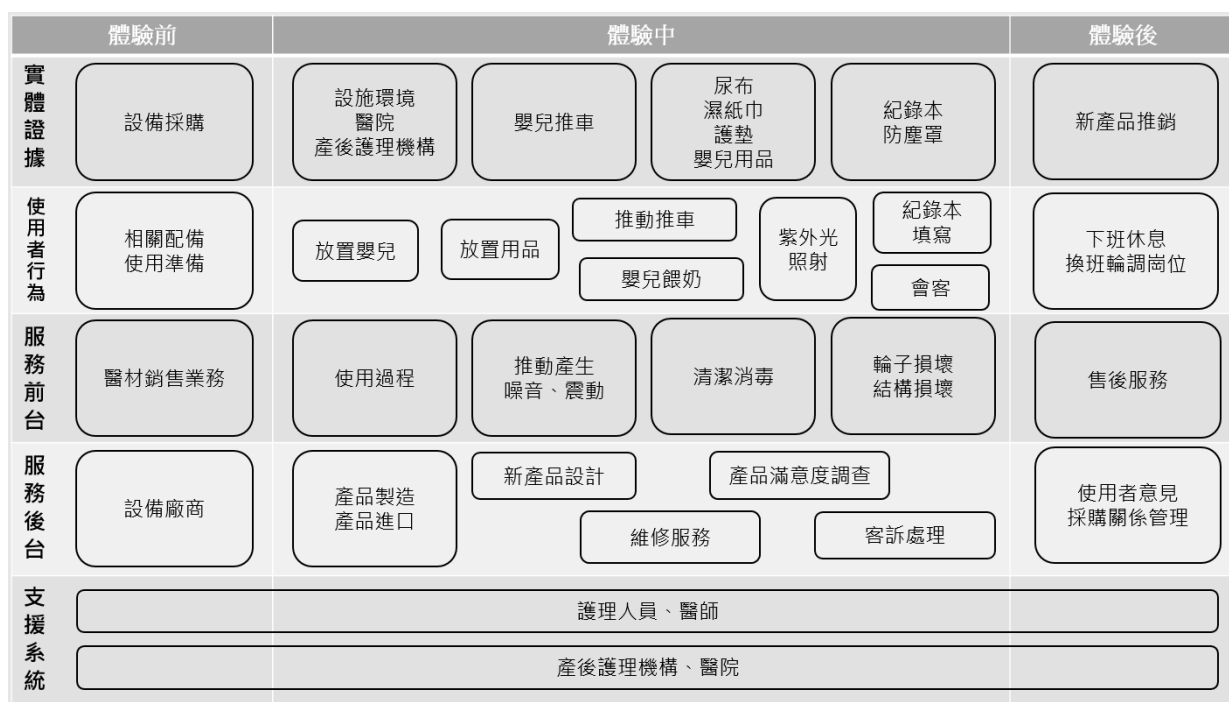 體驗前
體驗中
體驗後
實體證據
設備採購
設施環境
醫院
產後護理機構
嬰兒推車
尿布
濕紙巾
護墊
嬰兒用品
紀錄本
防塵罩
新產品推銷
使用者行為
相關配備
使用準備
放置嬰兒
放置用品
推動推車
嬰兒餵奶
紫外光
照射
紀錄本
填寫
會客
下班休息
換班輪調崗位
服務前台
醫材銷售業務
使用過程
推動產生
噪音、震動
清潔消毒
輪子損壞
結構損壞
售後服務
服務後台
設備廠商
產品製造
產品進口
新產品設計
維修服務
產品滿意度調查
客訴處理
使用者意見
採購關係管理
支援系統
護理人員、醫師
產後護理機構、醫院